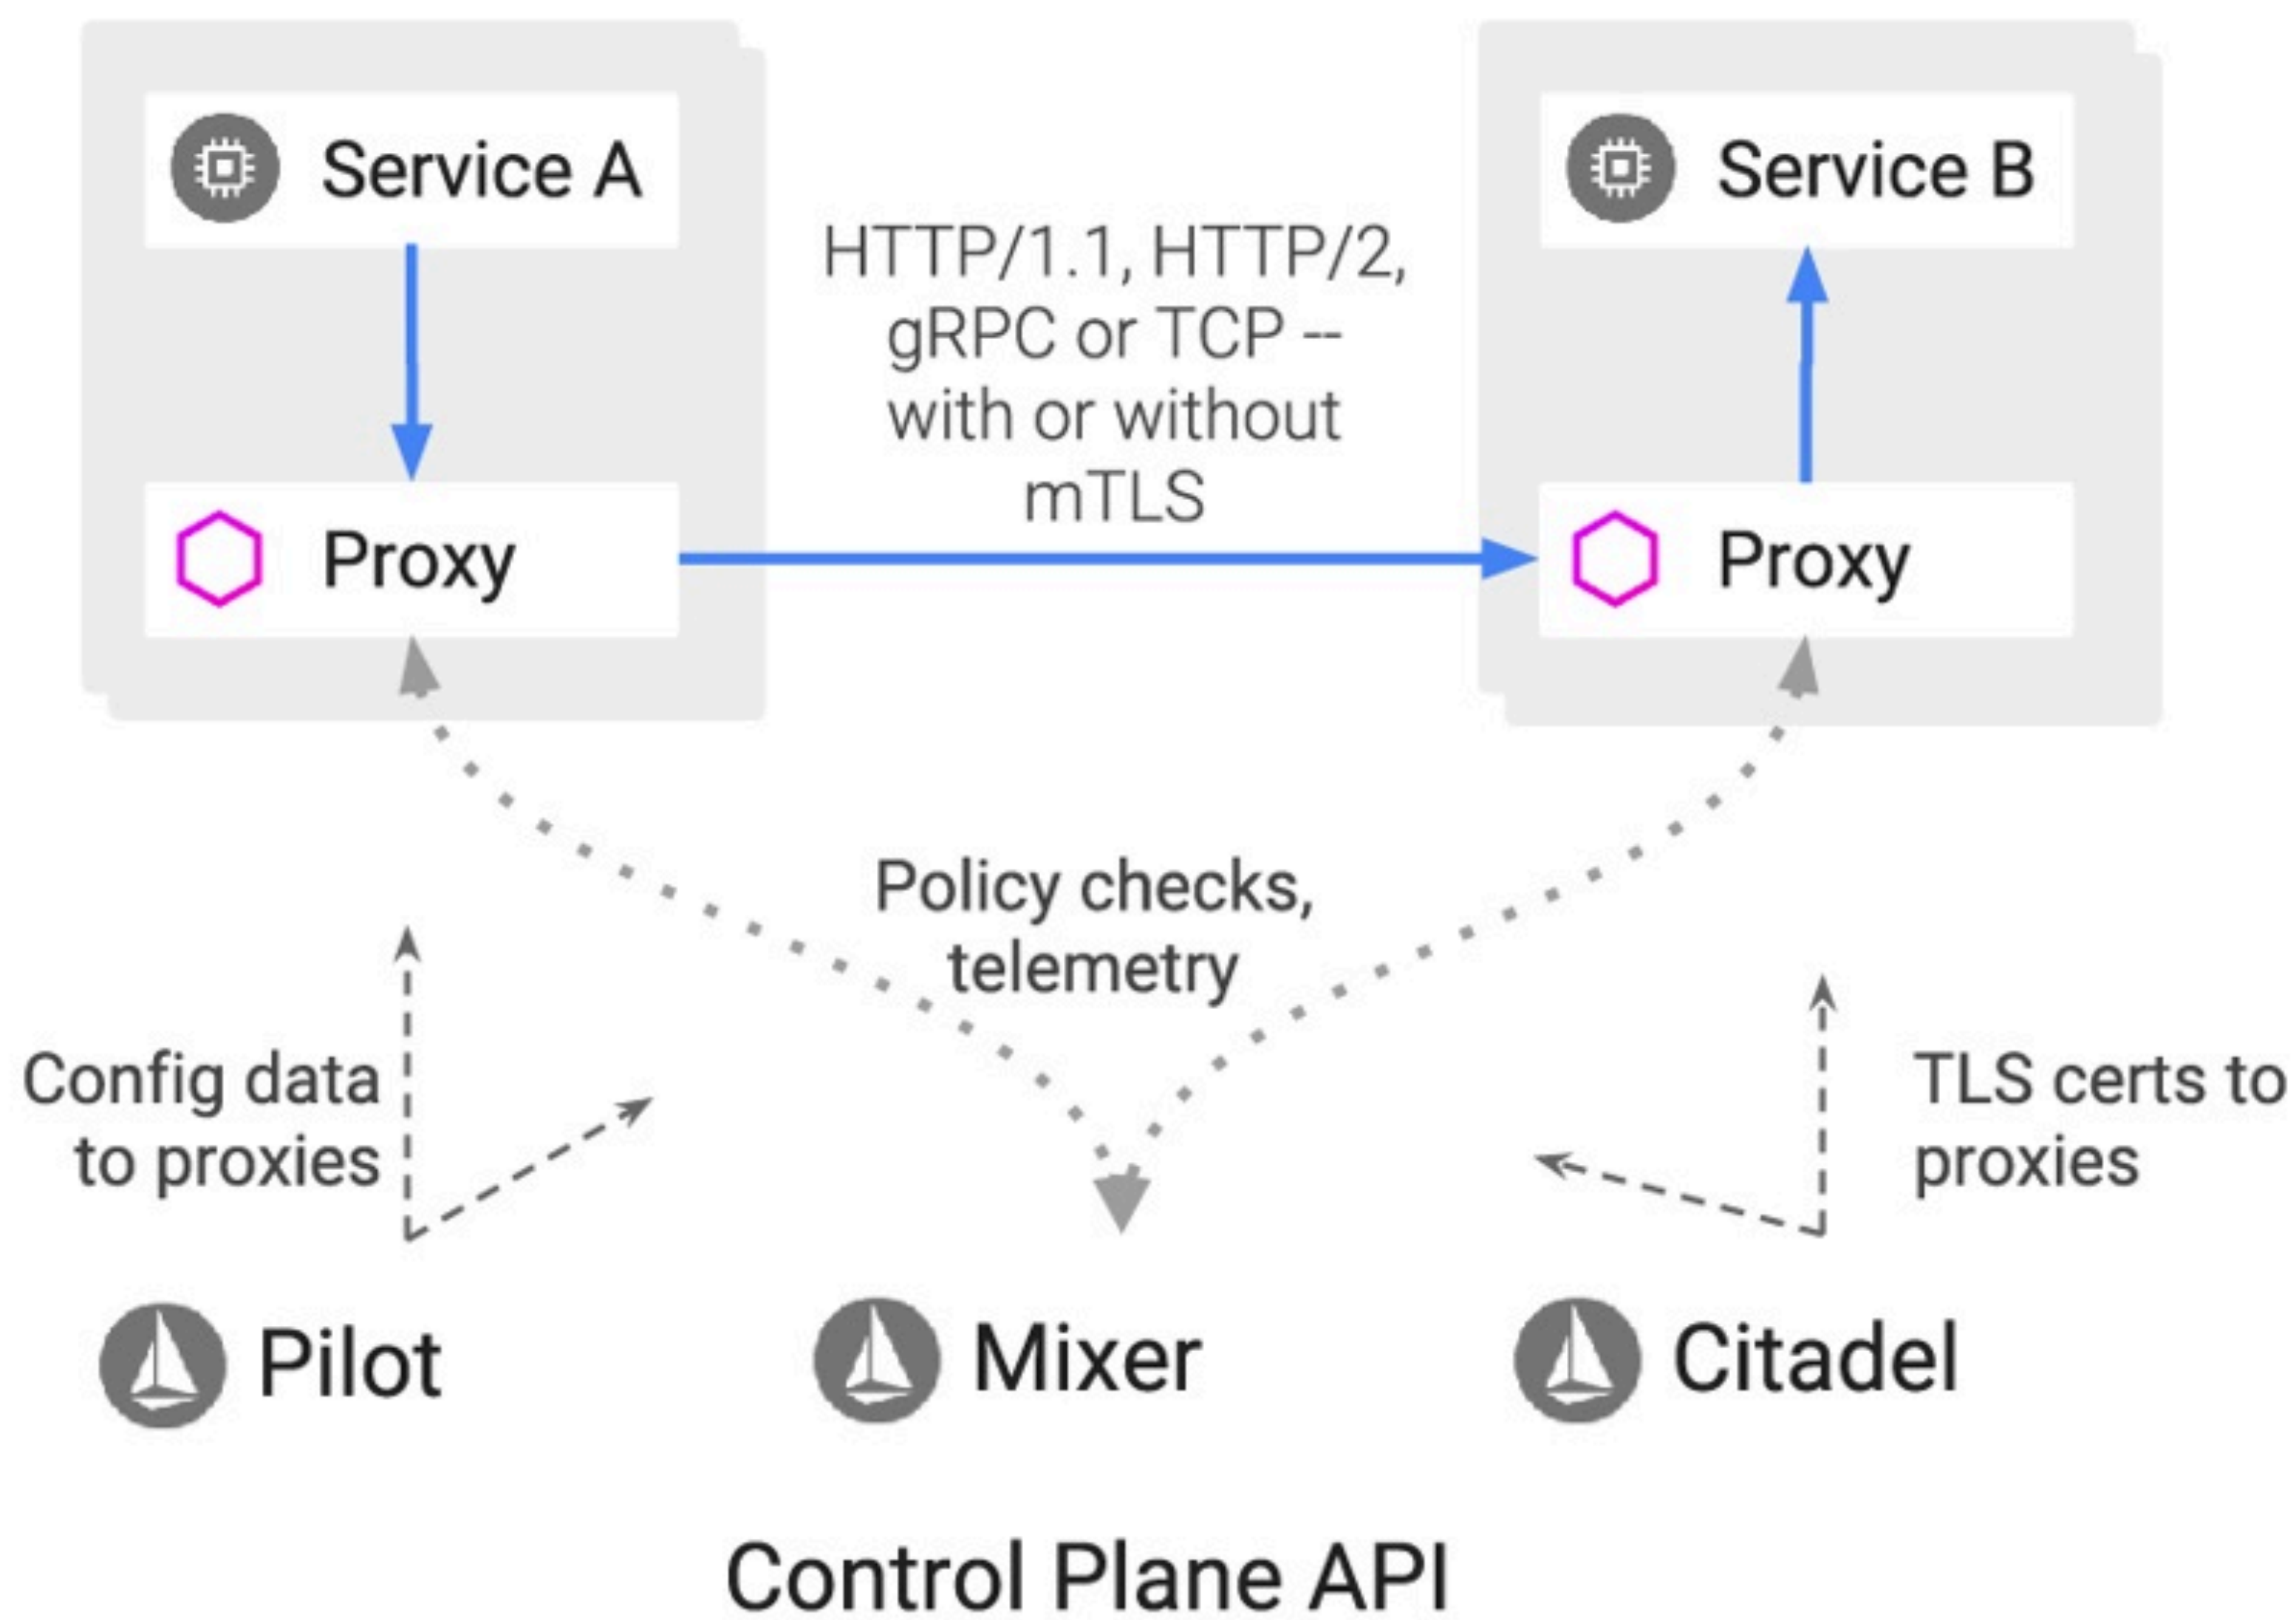 Service A
Service B
HTTP/1.1, HTTP/2,
gRPC or TCP --
with or without
mTLS
Proxy
Proxy
Policy checks,
telemetry
Config data
to proxies
TLS certs to
proxies
Pilot
Mixer
Citadel
Control Plane API